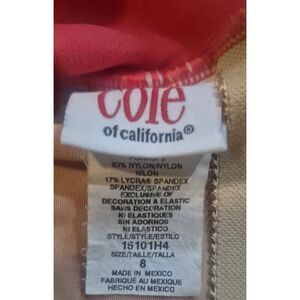 cole
of california®
83% NYLON/NYLON
NILON
17% LYCRA® SPANDEX
SPANDEX/SPANDEX
EXCLUSIVE OF
DECORATION & ELASTIC
SANS DECORATION
NI ELASTIQUES
SIN ADORNOS
NI ELASTICO
STYLE/STYLE/ESTILO
15101H4
SIZE/TAILLE/TALLA
8
MADE IN MEXICO
FABRIQUÉ AU MEXIQUE
HECHO EN MEXICO